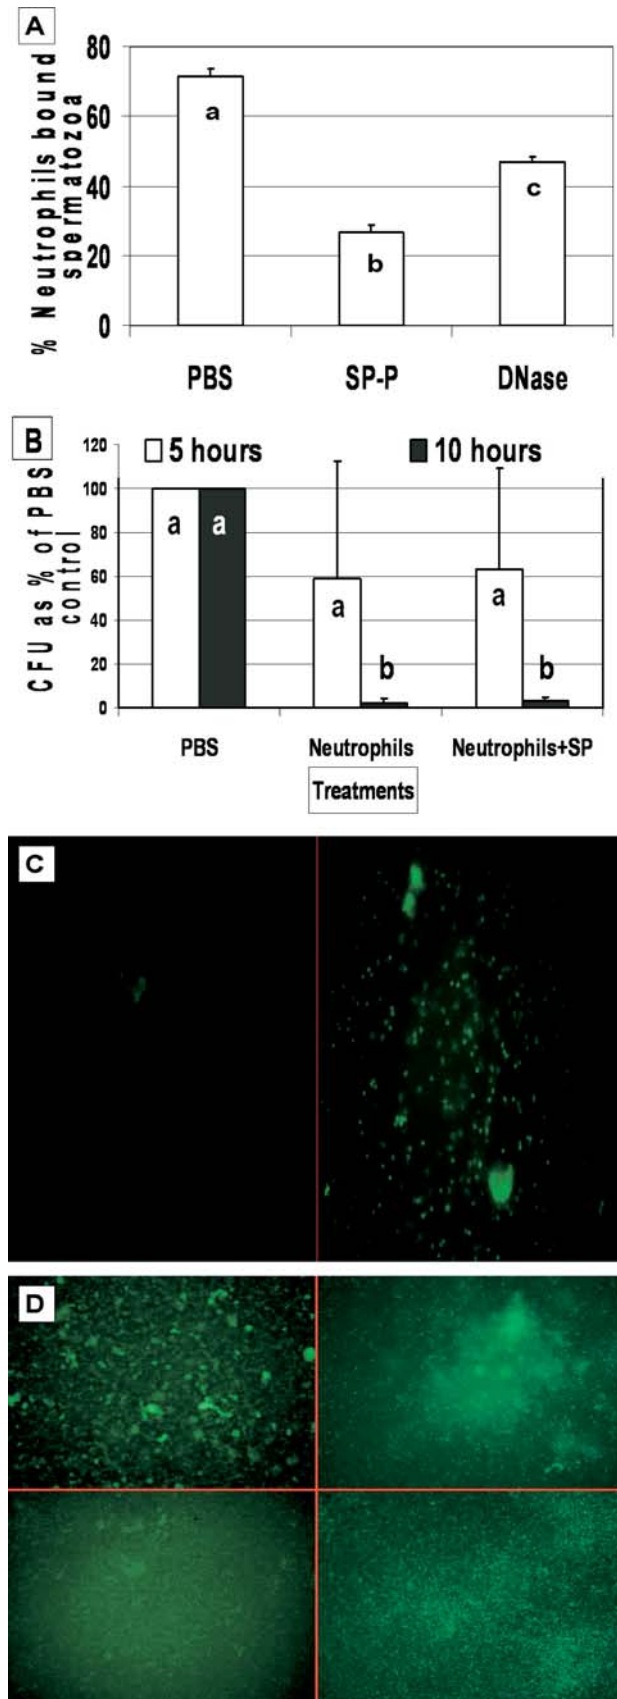 A
% Neutrophils bound
spermatozoa
80
60
40
20
0
a
b
c
PBS SP-P DNase
B
CFU as % of PBS
control
120
100
80
60
40
20
0
5 hours 10 hours
a a
a b
a b
PBS Neutrophils Neutrophils+SP
Treatments
C
D